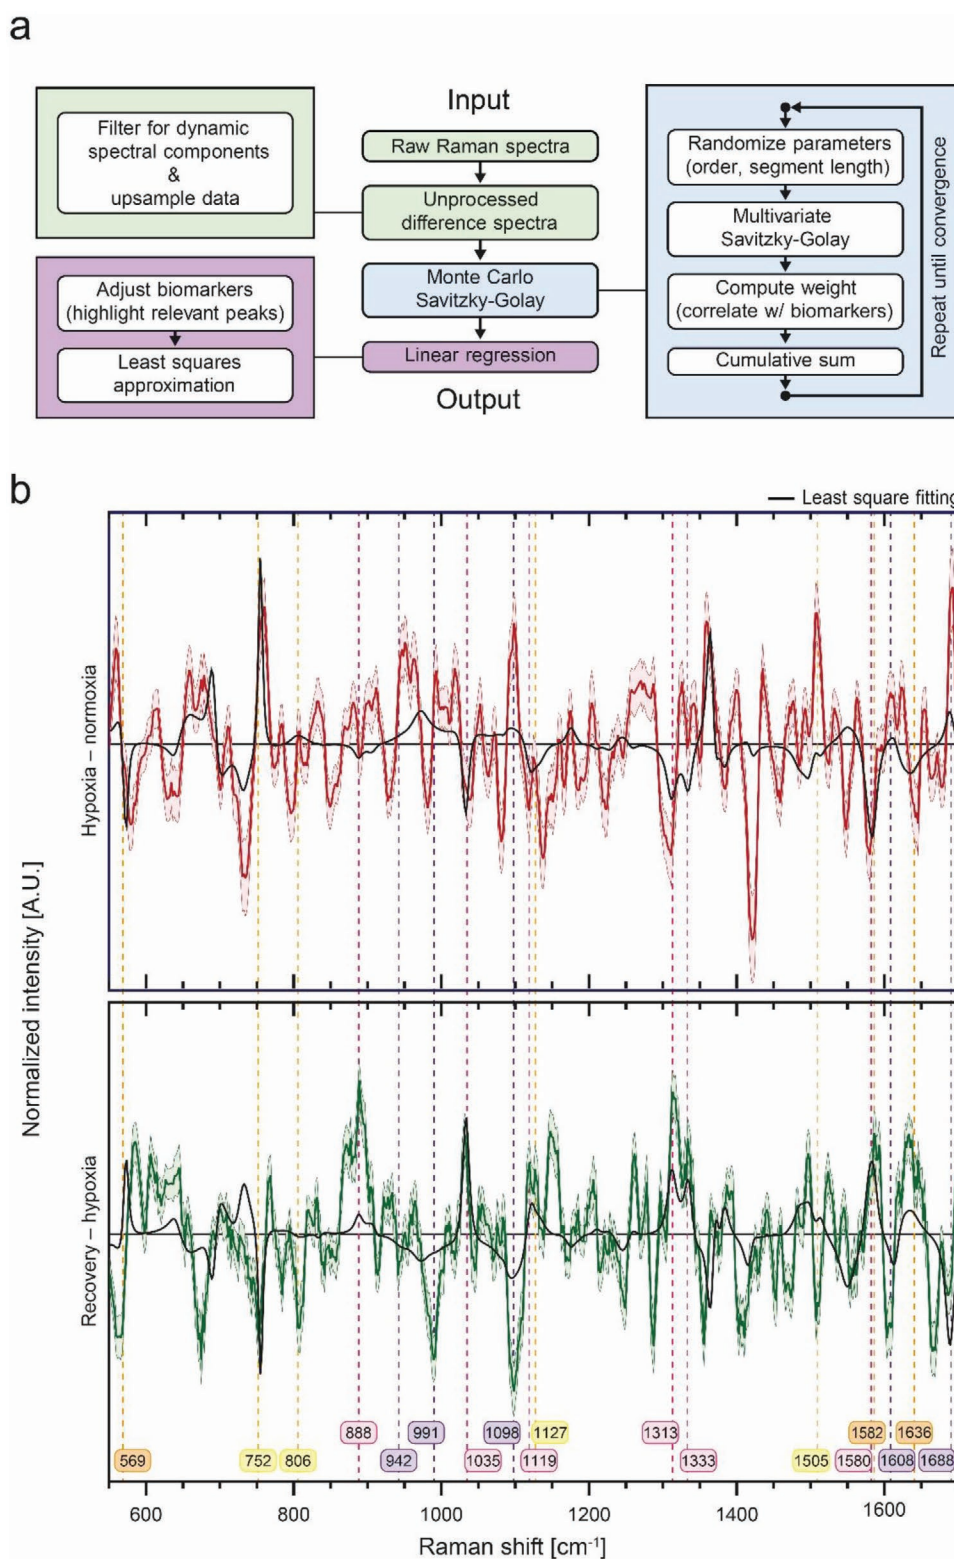 a
Input
Filter for dynamic
spectral components
&
upsample data
Raw Raman spectra
Unprocessed
difference spectra
Monte Carlo
Savitzky-Golay
Linear regression
Output
Adjust biomarkers
(highlight relevant peaks)
Least squares
approximation
Randomize parameters
(order, segment length)
Multivariate
Savitzky-Golay
Compute weight
(correlate w/ biomarkers)
Cumulative sum
Repeat until convergence
b
Least square fitting
Normalized intensity [A.U.]
Hypoxia – normoxia
Recovery – hypoxia
888 991 1098 1127 1313 1582 1636
569 752 806 942 1035 1119 1333 1505 1580 1608 1688
600 800 1000 1200 1400 1600
Raman shift [cm⁻¹]